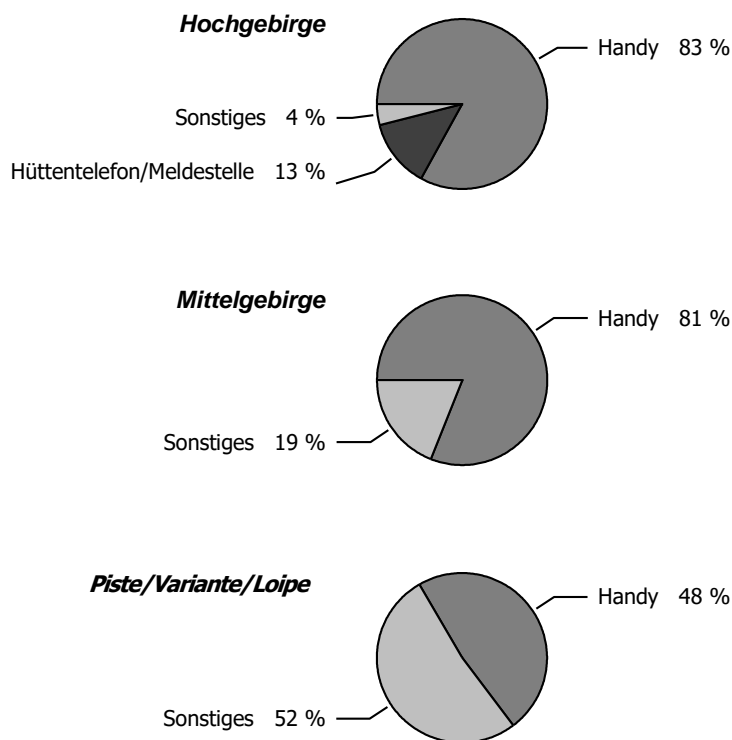 Hochgebirge
Handy 83 %
Sonstiges 4 %
Hüttentelefon/Meldestelle 13 %
Mittelgebirge
Handy 81 %
Sonstiges 19 %
Piste/Variante/Loipe
Handy 48 %
Sonstiges 52 %